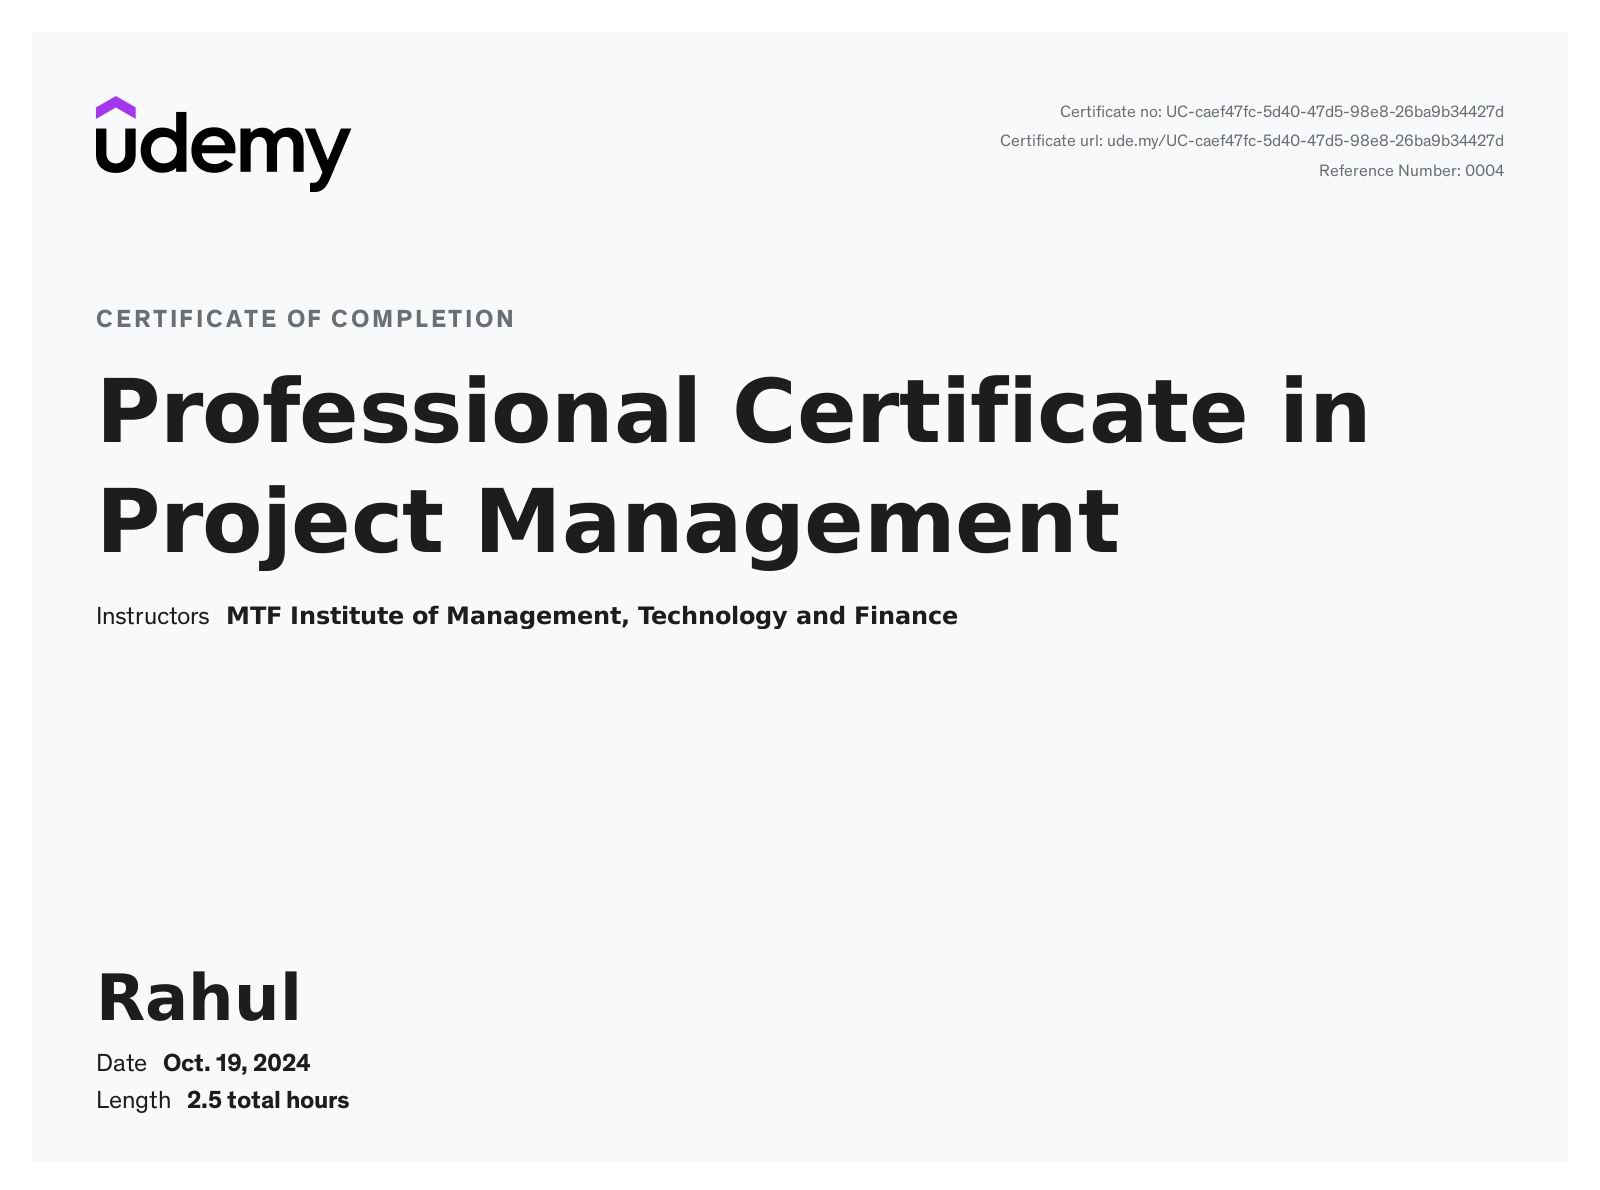 udemy
Certificate no: UC-caef47fc-5d40-47d5-98e8-26ba9b34427d
Certificate url: ude.my/UC-caef47fc-5d40-47d5-98e8-26ba9b34427d
Reference Number: 0004
CERTIFICATE OF COMPLETION
Professional Certificate in
Project Management
Instructors MTF Institute of Management, Technology and Finance
Rahul
Date Oct. 19, 2024
Length 2.5 total hours